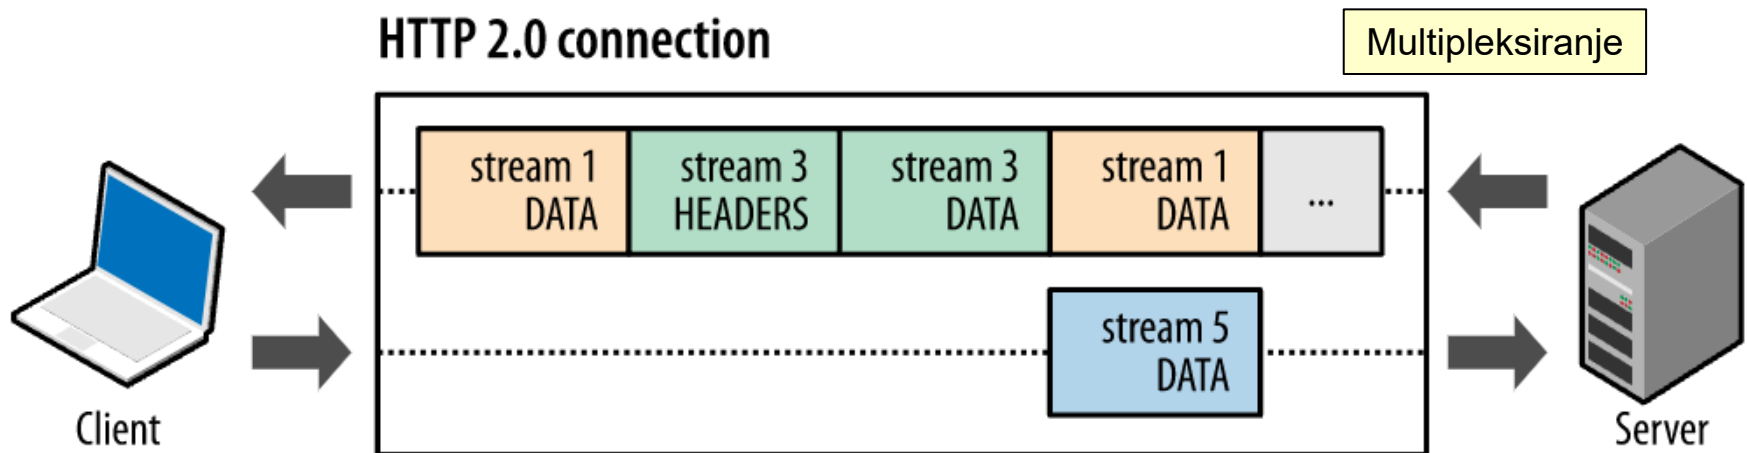 HTTP 2.0 connection
Multipleksiranje
stream 1
DATA
stream 3
HEADERS
stream 3
DATA
stream 1
DATA
...
stream 5
DATA
Client
Server